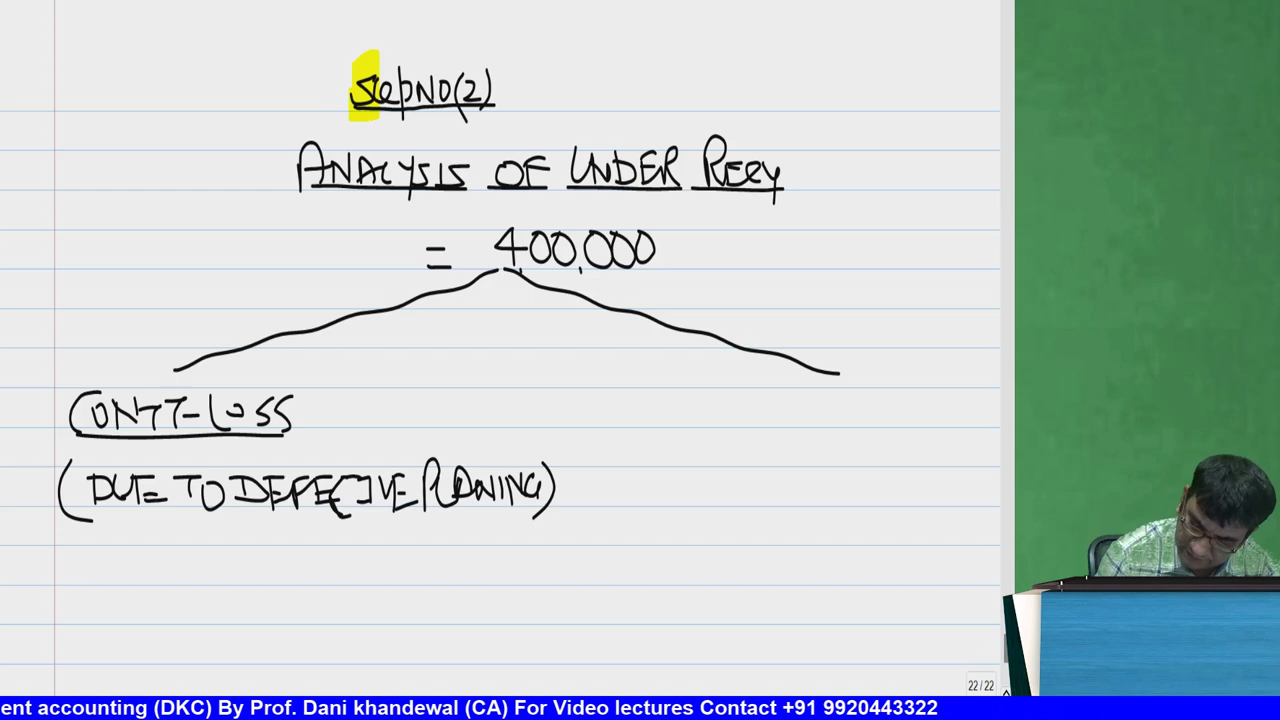 Step NO(2)
ANALYSIS OF UNDER RECY
= 400,000
CONTT-LOSS
(DUE TO DEFECTIVE PLANNING)
22 / 22
ent accounting (DKC) By Prof. Dani khandewal (CA) For Video lectures Contact +91 9920443322